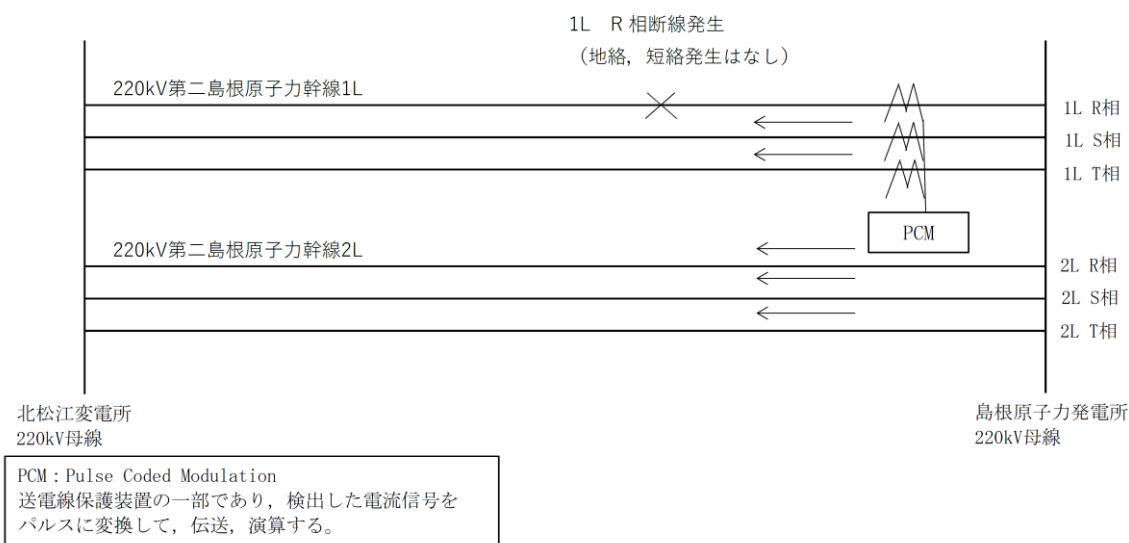 1L　R 相断線発生
（地絡，短絡発生はなし）
220kV第二島根原子力幹線1L
1L R相
1L S相
1L T相
PCM
220kV第二島根原子力幹線2L
2L R相
2L S相
2L T相
北松江変電所
220kV母線
島根原子力発電所
220kV母線
PCM：Pulse Coded Modulation
送電線保護装置の一部であり，検出した電流信号を
パルスに変換して，伝送，演算する。